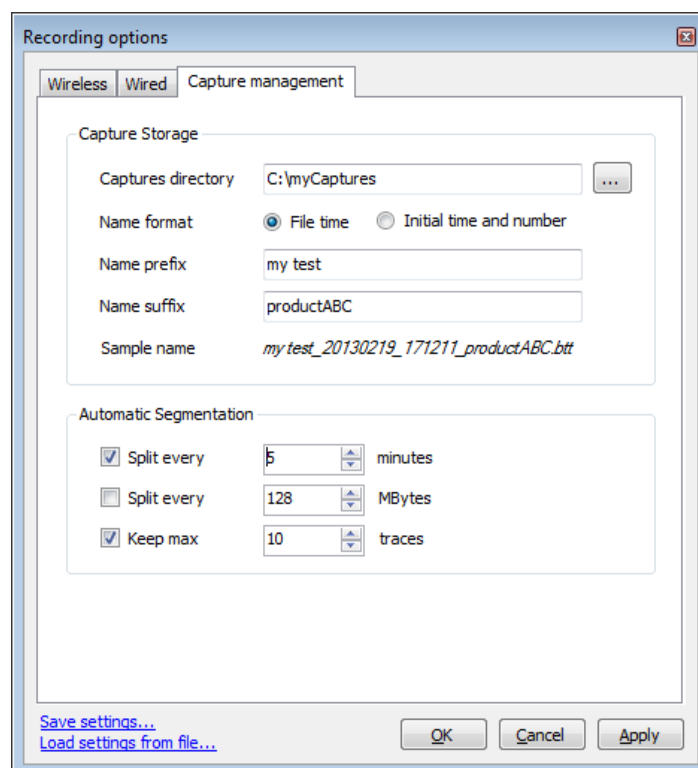 Recording options
Wireless Wired Capture management
Capture Storage
Captures directory C:\myCaptures ...
Name format File time Initial time and number
Name prefix my test
Name suffix productABC
Sample name my test_20130219_171211_productABC.btt
Automatic Segmentation
Split every 5 minutes
Split every 128 MBytes
Keep max 10 traces
Save settings...
Load settings from file...
OK Cancel Apply